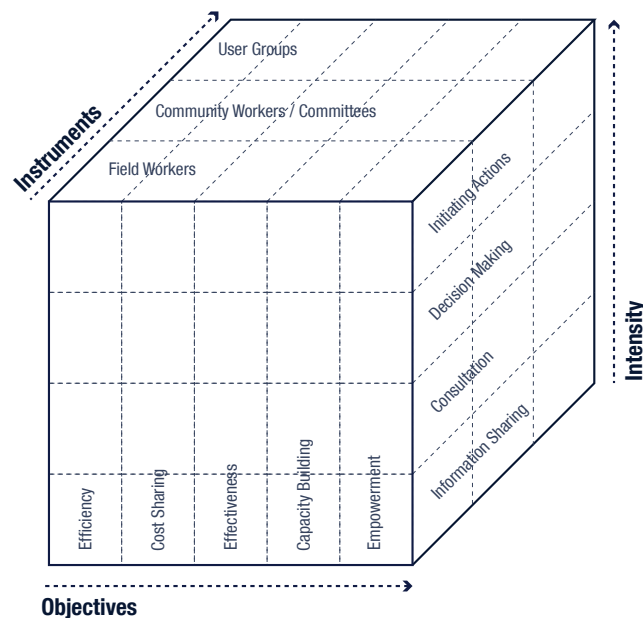 User Groups
Community Workers / Committees
Field Workers
Instruments
Initiating Actions
Decision Making
Consultation
Information Sharing
Intensity
Efficiency
Cost Sharing
Effectiveness
Capacity Building
Empowerment
Objectives